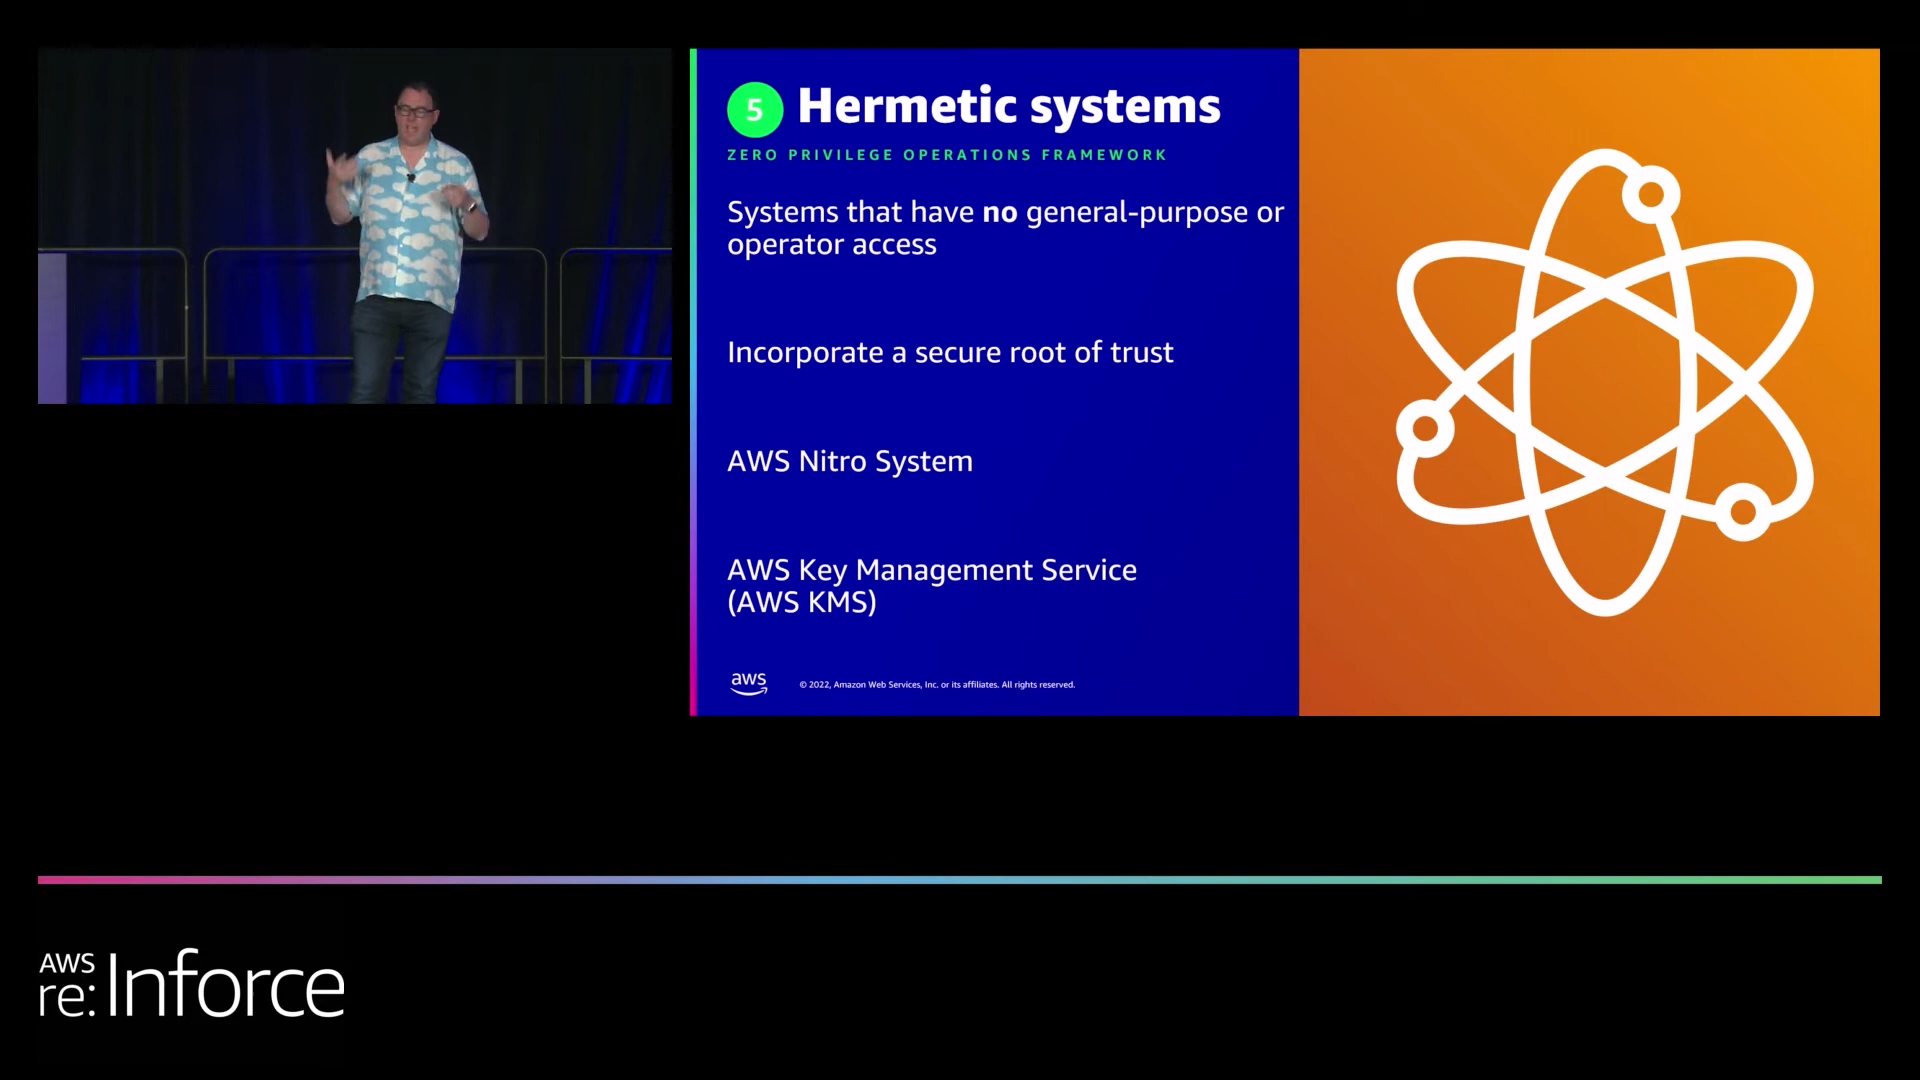 5 Hermetic systems
ZERO PRIVILEGE OPERATIONS FRAMEWORK
Systems that have no general-purpose or
operator access
Incorporate a secure root of trust
AWS Nitro System
AWS Key Management Service
(AWS KMS)
aws
© 2022, Amazon Web Services, Inc. or its affiliates. All rights reserved.
AWS
re:Inforce